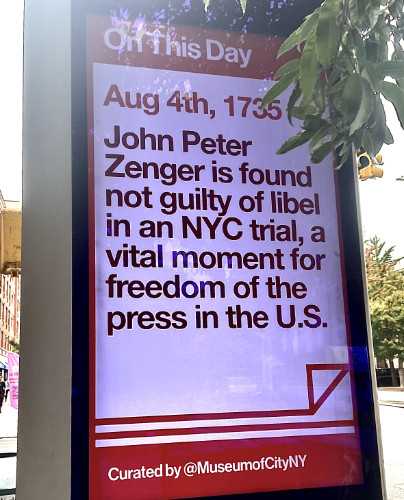 On This Day
Aug 4th, 1735
John Peter
Zenger is found
not guilty of libel
in an NYC trial, a
vital moment for
freedom of the
press in the U.S.
Curated by @MuseumofCityNY